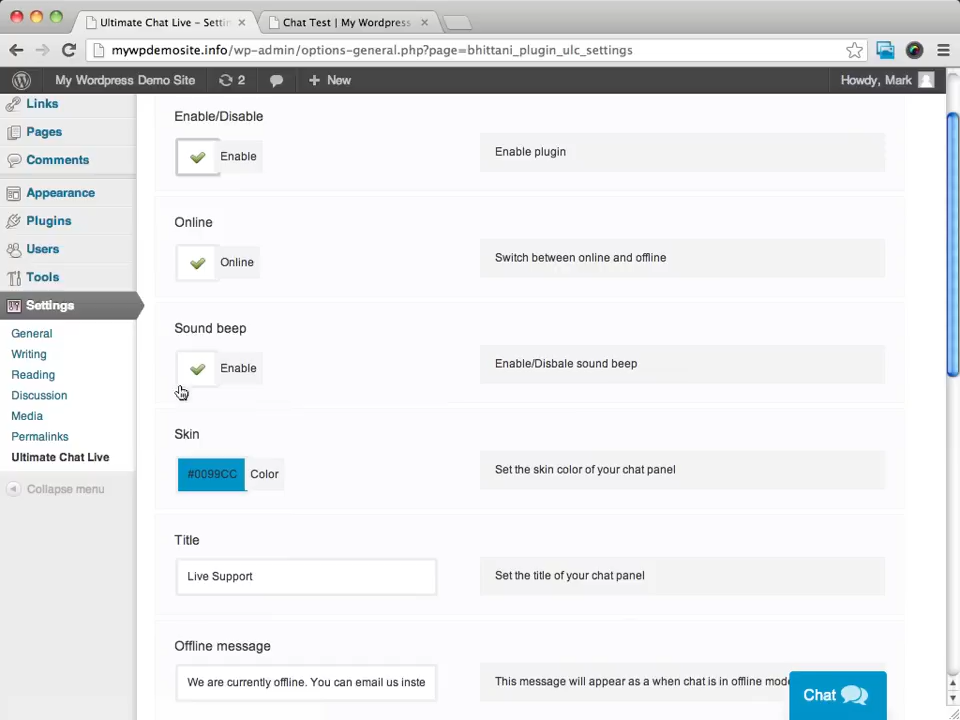 Ultimate Chat Live – Settin
Chat Test | My Wordpress
mywpdemosite.info/wp-admin/options-general.php?page=bhittani_plugin_ulc_settings
My Wordpress Demo Site
2
New
Howdy, Mark
Links
Pages
Comments
Appearance
Plugins
Users
Tools
Settings
General
Writing
Reading
Discussion
Media
Permalinks
Ultimate Chat Live
Collapse menu
Enable/Disable
Enable
Enable plugin
Online
Online
Switch between online and offline
Sound beep
Enable
Enable/Disbale sound beep
Skin
#0099CC
Color
Set the skin color of your chat panel
Title
Live Support
Set the title of your chat panel
Offline message
We are currently offline. You can email us inste
This message will appear as a when chat is in offline mode
Chat